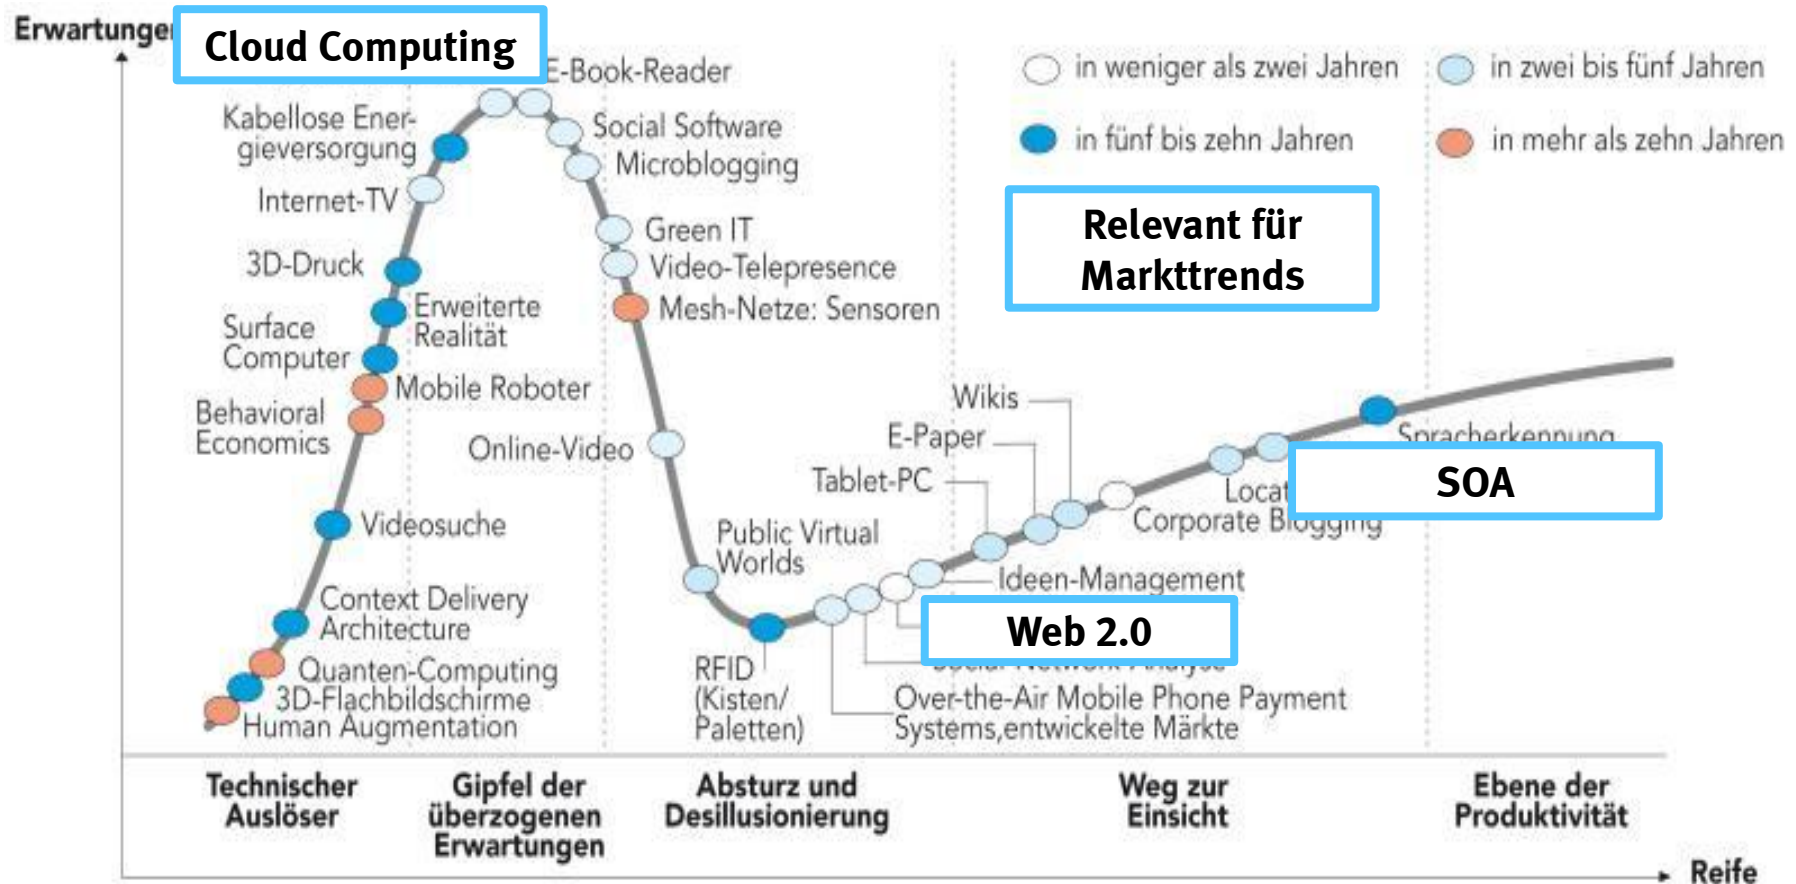 Erwartungen
Cloud Computing
E-Book-Reader
in weniger als zwei Jahren
in zwei bis fünf Jahren
in fünf bis zehn Jahren
in mehr als zehn Jahren
Kabellose Ener-
gieversorgung
Social Software
Microblogging
Internet-TV
Green IT
Relevant für
Markttrends
3D-Druck
Video-Telepresence
Erweiterte
Realität
Mesh-Netze: Sensoren
Surface
Computer
Mobile Roboter
Behavioral
Economics
Wikis
E-Paper
Online-Video
Tablet-PC
Spracherkennung
SOA
Corporate Blogging
Videosuche
Public Virtual
Worlds
Ideen-Management
Context Delivery
Architecture
Web 2.0
Social Network Analyse
Quanten-Computing
3D-Flachbildschirme
Human Augmentation
RFID
(Kisten/
Paletten)
Over-the-Air Mobile Phone Payment
Systems,entwickelte Märkte
Technischer
Auslöser
Gipfel der
überzogenen
Erwartungen
Absturz und
Desillusionierung
Weg zur
Einsicht
Ebene der
Produktivität
Reife